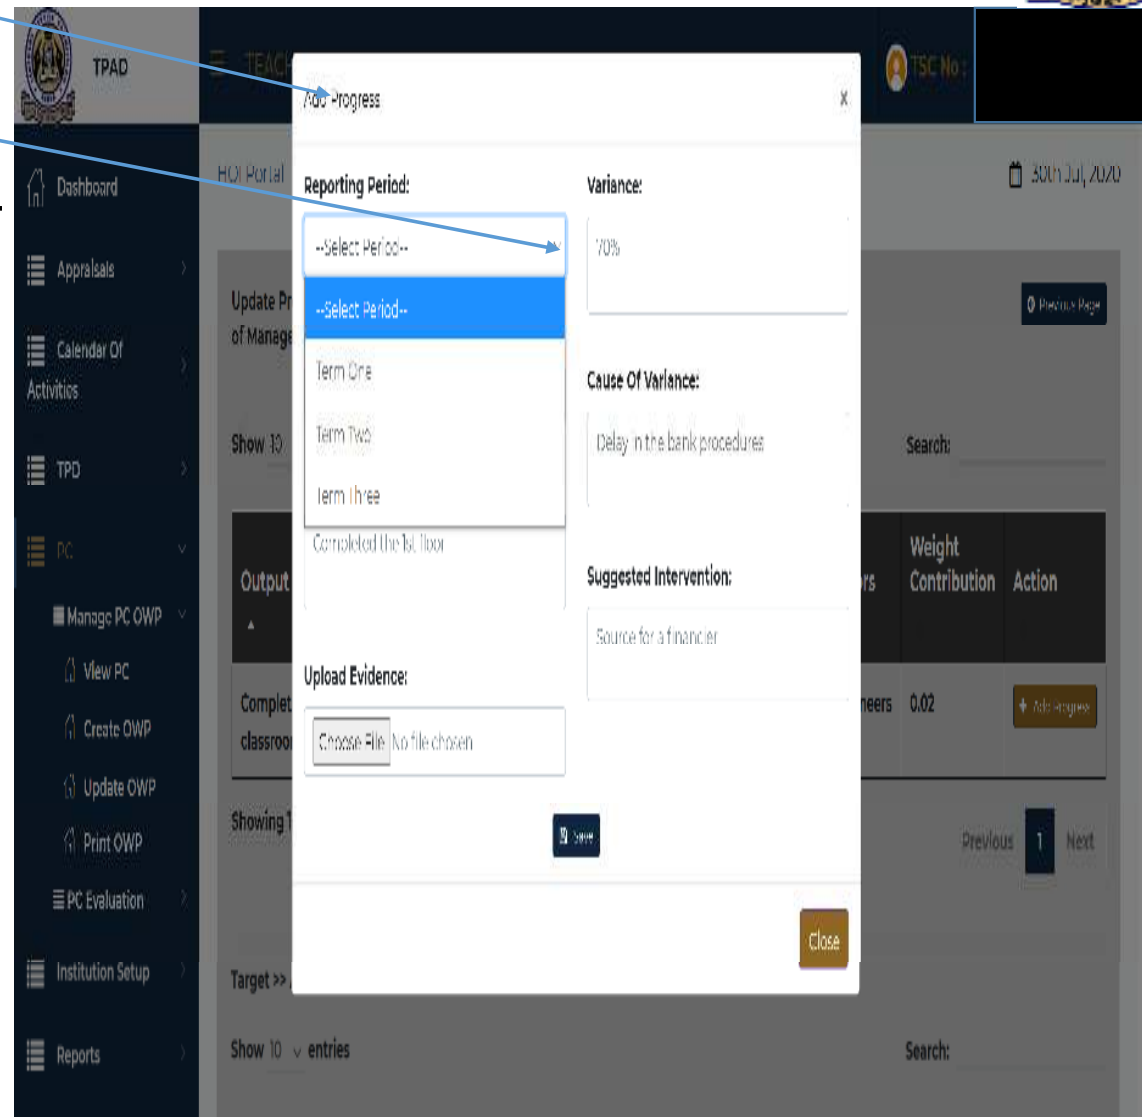 TPAD
TEACH
TSC No :
Add Progress
x
Dashboard
HOI Portal
30th Jul, 2020
Reporting Period:
Variance:
--Select Period--
70%
Appraisals
--Select Period--
Update Pr
of Manage
Previous Page
Calendar Of
Activities
Term One
Cause Of Variance:
Show 10
Term Two
Delay in the bank procedures
Search:
TPD
Term Three
PC
Completed the 1st floor
Output
Suggested Intervention:
Weight
Contribution
Action
Manage PC OWP
Source for a financier
View PC
Upload Evidence:
Complet
classroo
neers
0.02
Add Progress
Create OWP
Choose File No file chosen
Update OWP
Showing 1
Save
Previous 1 Next
Print OWP
PC Evaluation
Close
Institution Setup
Target >>
Reports
Show 10 entries
Search: